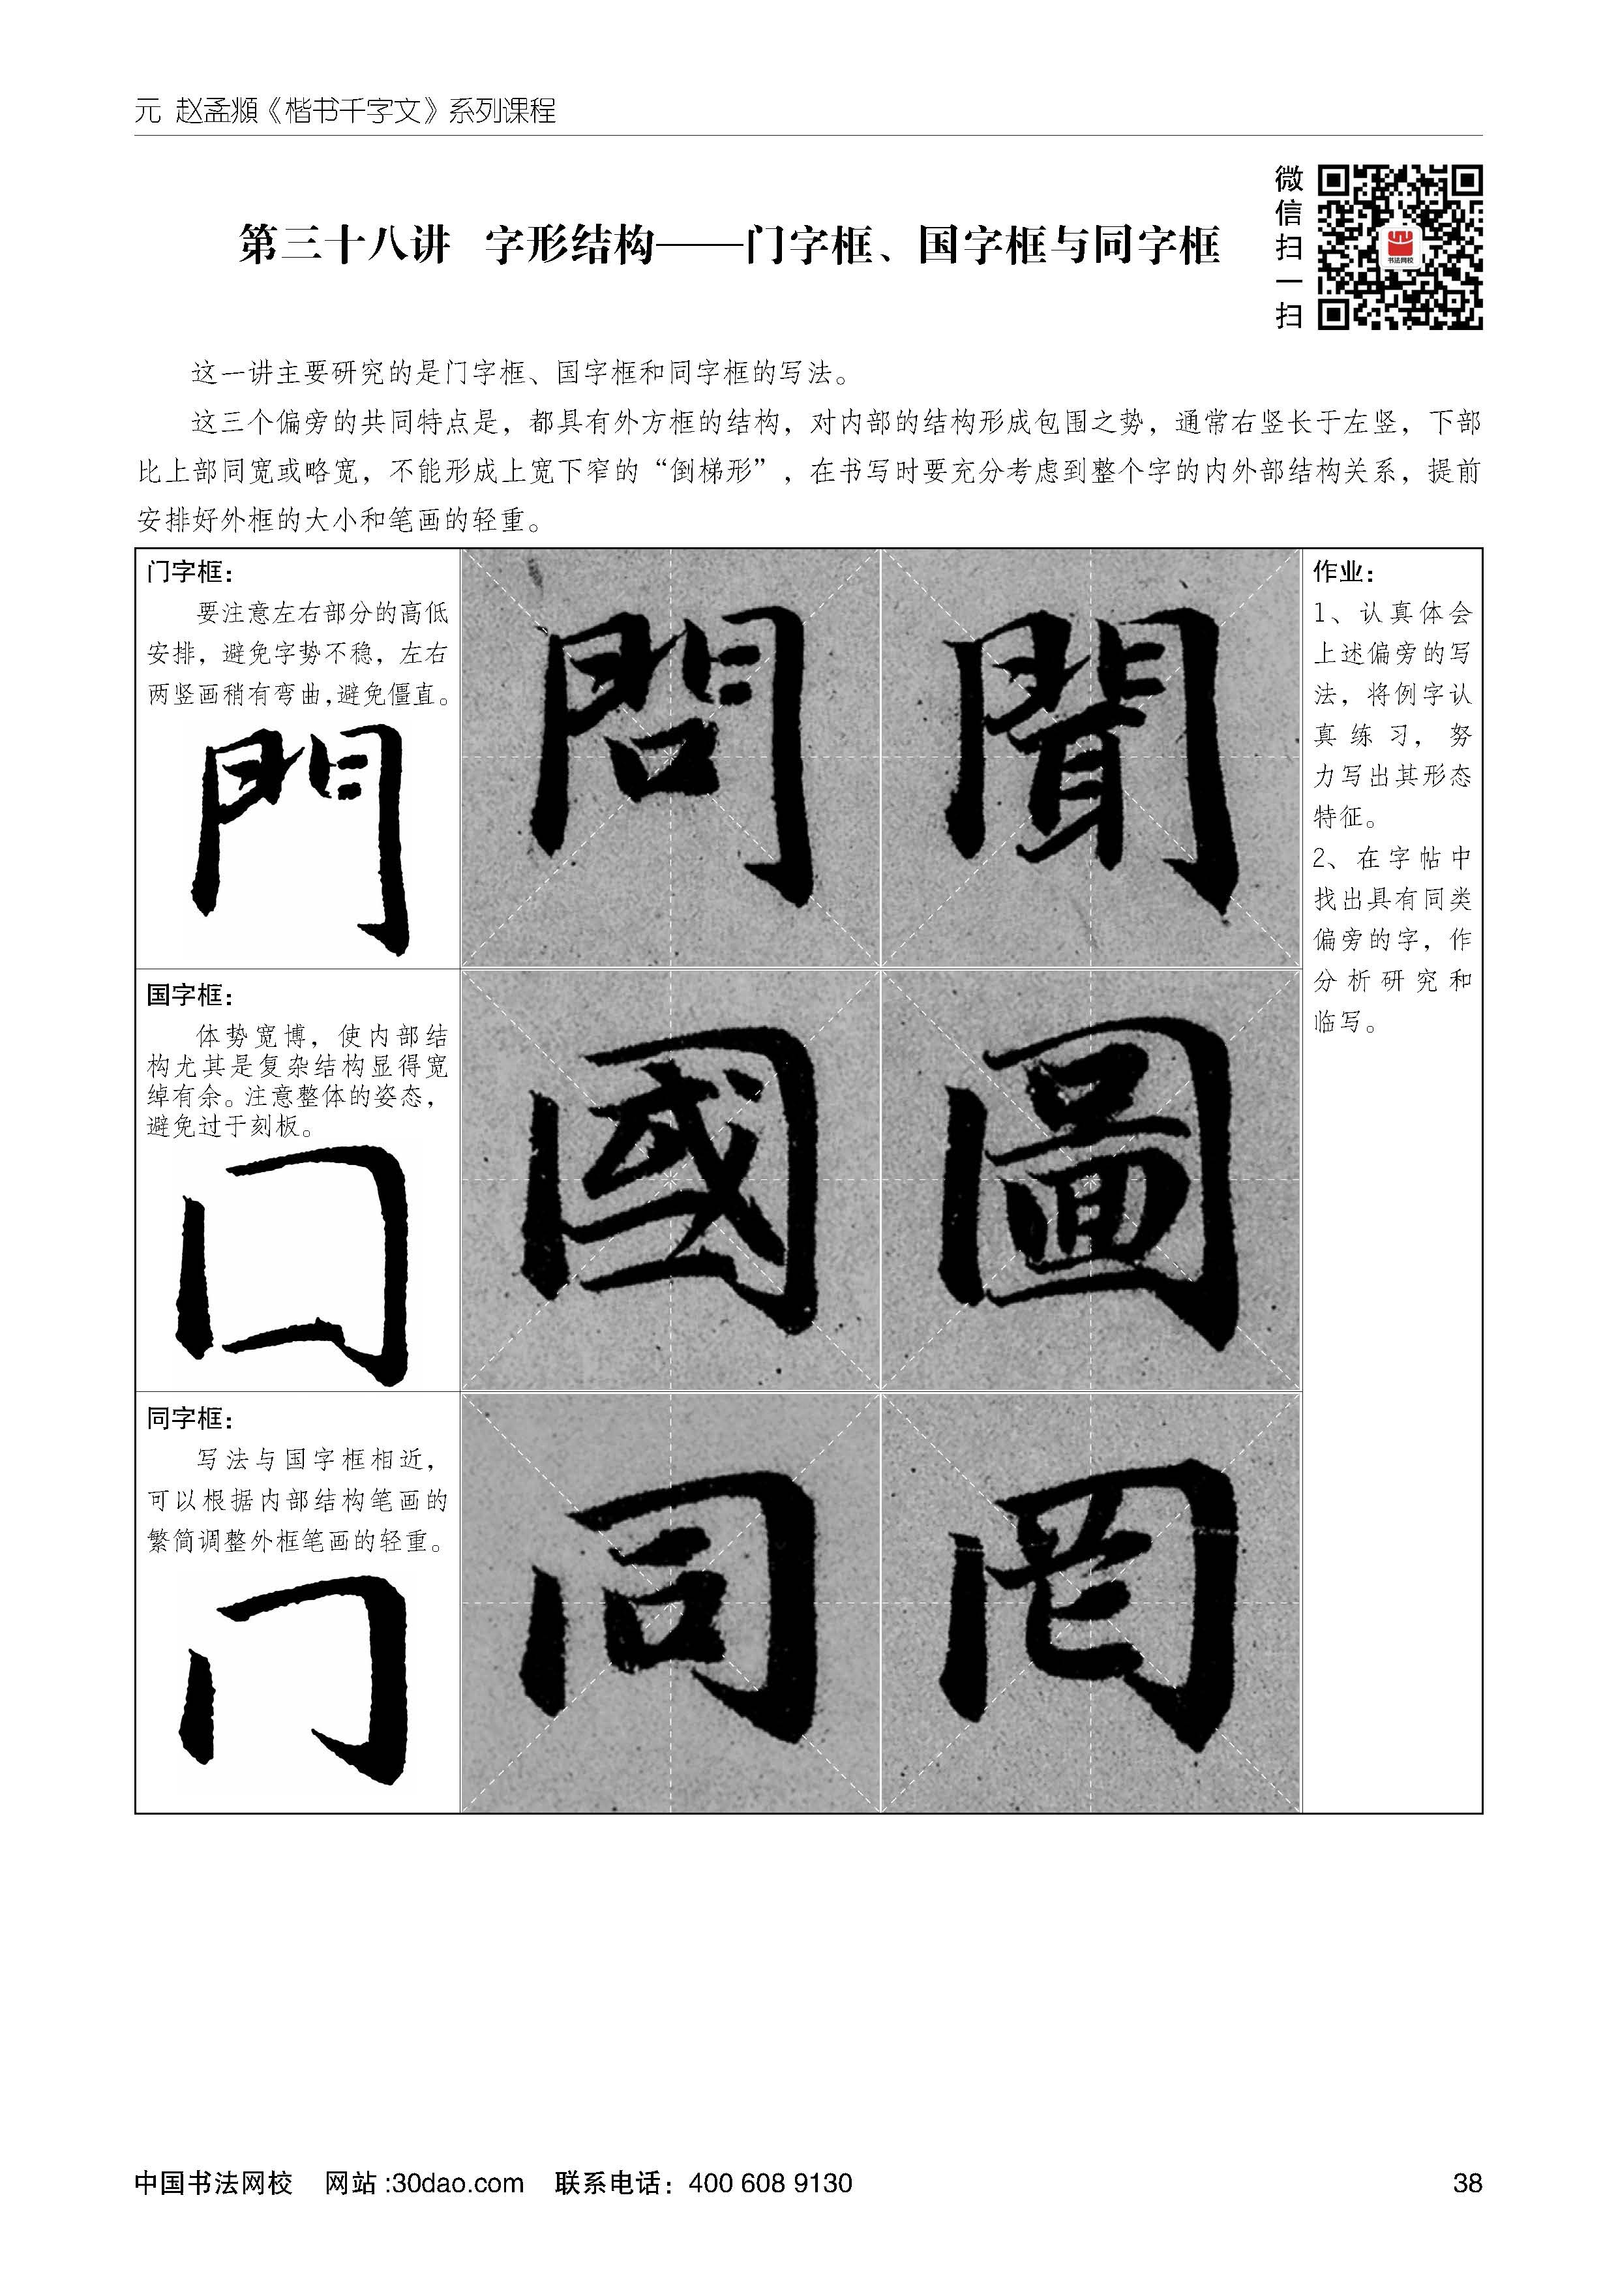 元 赵孟頫《楷书千字文》系列课程
微信扫一扫
书法网校
第三十八讲 字形结构——门字框、国字框与同字框
这一讲主要研究的是门字框、国字框和同字框的写法。
这三个偏旁的共同特点是，都具有外方框的结构，对内部的结构形成包围之势，通常右竖长于左竖，下部
比上部同宽或略宽，不能形成上宽下窄的“倒梯形”，在书写时要充分考虑到整个字的内外部结构关系，提前
安排好外框的大小和笔画的轻重。
门字框：
要注意左右部分的高低
安排，避免字势不稳，左右
两竖画稍有弯曲,避免僵直。
門
問 聞
国字框：
体势宽博，使内部结
构尤其是复杂结构显得宽
绰有余。注意整体的姿态，
避免过于刻板。
囗
國 圖
同字框：
写法与国字框相近，
可以根据内部结构笔画的
繁简调整外框笔画的轻重。
冂
同 罔
作业：
1、认真体会
上述偏旁的写
法，将例字认
真练习，努
力写出其形态
特征。
2、在字帖中
找出具有同类
偏旁的字，作
分析研究和
临写。
中国书法网校 网站:30dao.com 联系电话：400 608 9130
38